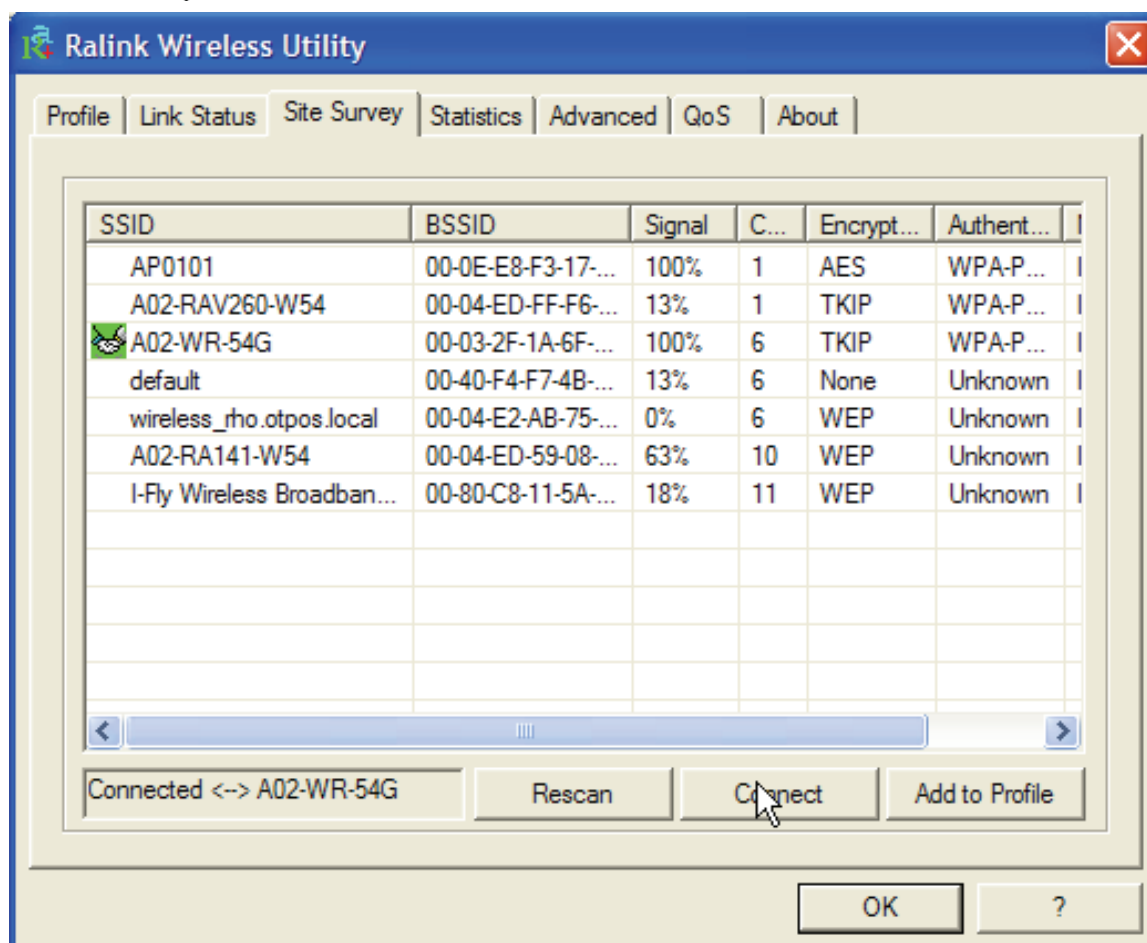 Ralink Wireless Utility
Profile Link Status Site Survey Statistics Advanced QoS About
SSID BSSID Signal C... Encrypt... Authent...
AP0101 00-0E-E8-F3-17-... 100% 1 AES WPA-P...
A02-RAV260-W54 00-04-ED-FF-F6-... 13% 1 TKIP WPA-P...
A02-WR-54G 00-03-2F-1A-6F-... 100% 6 TKIP WPA-P...
default 00-40-F4-F7-4B-... 13% 6 None Unknown
wireless_rho.otpos.local 00-04-E2-AB-75-... 0% 6 WEP Unknown
A02-RA141-W54 00-04-ED-59-08-... 63% 10 WEP Unknown
I-Fly Wireless Broadban... 00-80-C8-11-5A-... 18% 11 WEP Unknown
Connected <--> A02-WR-54G Rescan Connect Add to Profile
OK ?